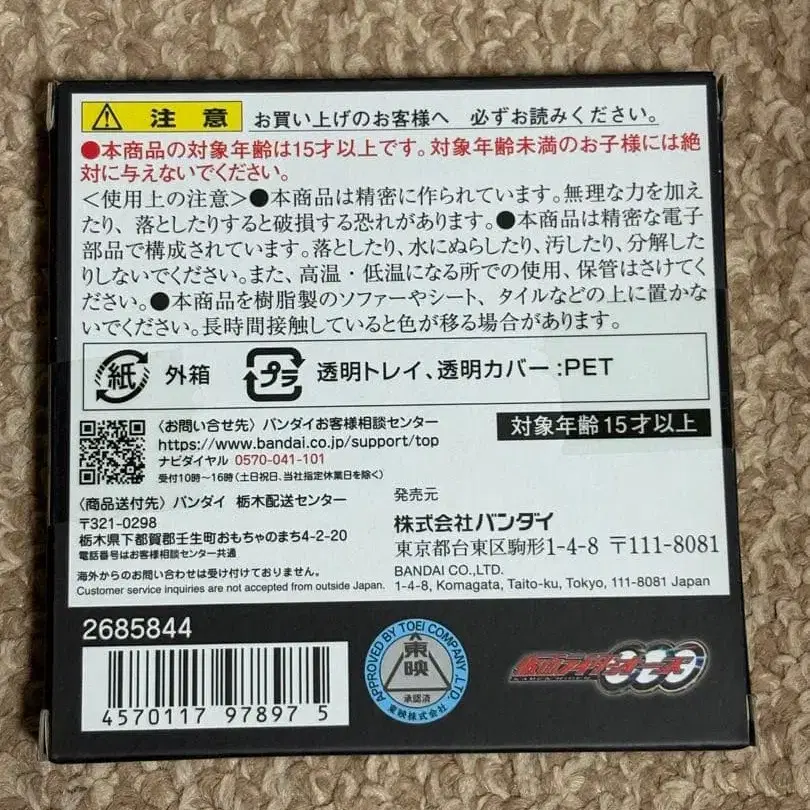 注意 お買い上げのお客様へ 必ずお読みください。
●本商品の対象年齢は15才以上です。対象年齢未満のお子様には絶
対に与えないでください。
＜使用上の注意＞●本商品は精密に作られています。無理な力を加え
たり、落としたりすると破損する恐れがあります。●本商品は精密な電子
部品で構成されています。落としたり、水にぬらしたり、汚したり、分解した
りしないでください。また、高温・低温になる所での使用、保管はさけてく
ださい。●本商品を樹脂製のソファーやシート、タイルなどの上に置かな
いでください。長時間接触していると色が移る場合があります。
紙 外箱 プラ 透明トレイ、透明カバー:PET
〈お問い合せ先〉バンダイお客様相談センター
https://www.bandai.co.jp/support/top
ナビダイヤル 0570-041-101
受付10時〜16時(土日祝日、当社指定休業日を除く)
対象年齢15才以上
〈商品送付先〉バンダイ 栃木配送センター
〒321-0298
栃木県下都賀郡壬生町おもちゃのまち4-2-20
電話番号はお客様相談センター共通
海外からのお問い合わせは受け付けておりません。
Customer service inquiries are not accepted from outside Japan.
発売元
株式会社バンダイ
東京都台東区駒形1-4-8 〒111-8081
BANDAI CO.,LTD.
1-4-8, Komagata, Taito-ku, Tokyo, 111-8081 Japan
2685844
4570117 978975
APPROVED BY TOEI COMPANY, LTD.
東映
承認済
東映株式会社
仮面ライダーオーズ